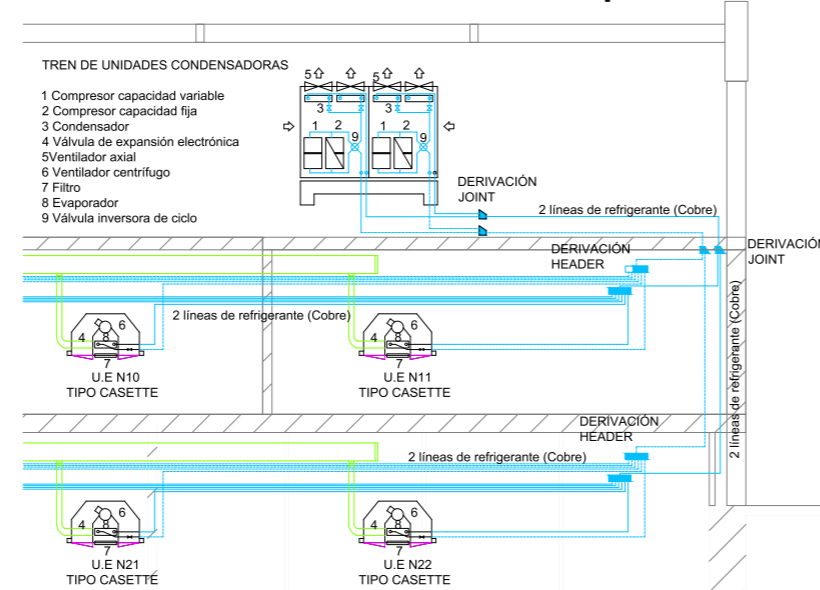 TREN DE UNIDADES CONDENSADORAS
1 Compresor capacidad variable
2 Compresor capacidad fija
3 Condensador
4 Válvula de expansión electrónica
5Ventilador axial
6 Ventilador centrífugo
7 Filtro
8 Evaporador
9 Válvula inversora de ciclo
5 5
3 3
1 2 9 1 2 9
DERIVACIÓN
JOINT
2 líneas de refrigerante (Cobre)
DERIVACIÓN
HEADER
DERIVACIÓN
JOINT
2 líneas de refrigerante (Cobre)
2 líneas de refrigerante (Cobre)
4 8 6
7
U.E N10
TIPO CASETTE
4 8 6
7
U.E N11
TIPO CASETTE
DERIVACIÓN
HEADER
2 líneas de refrigerante (Cobre)
4 8 6
7
U.E N21
TIPO CASETTE
4 8 6
7
U.E N22
TIPO CASETTE